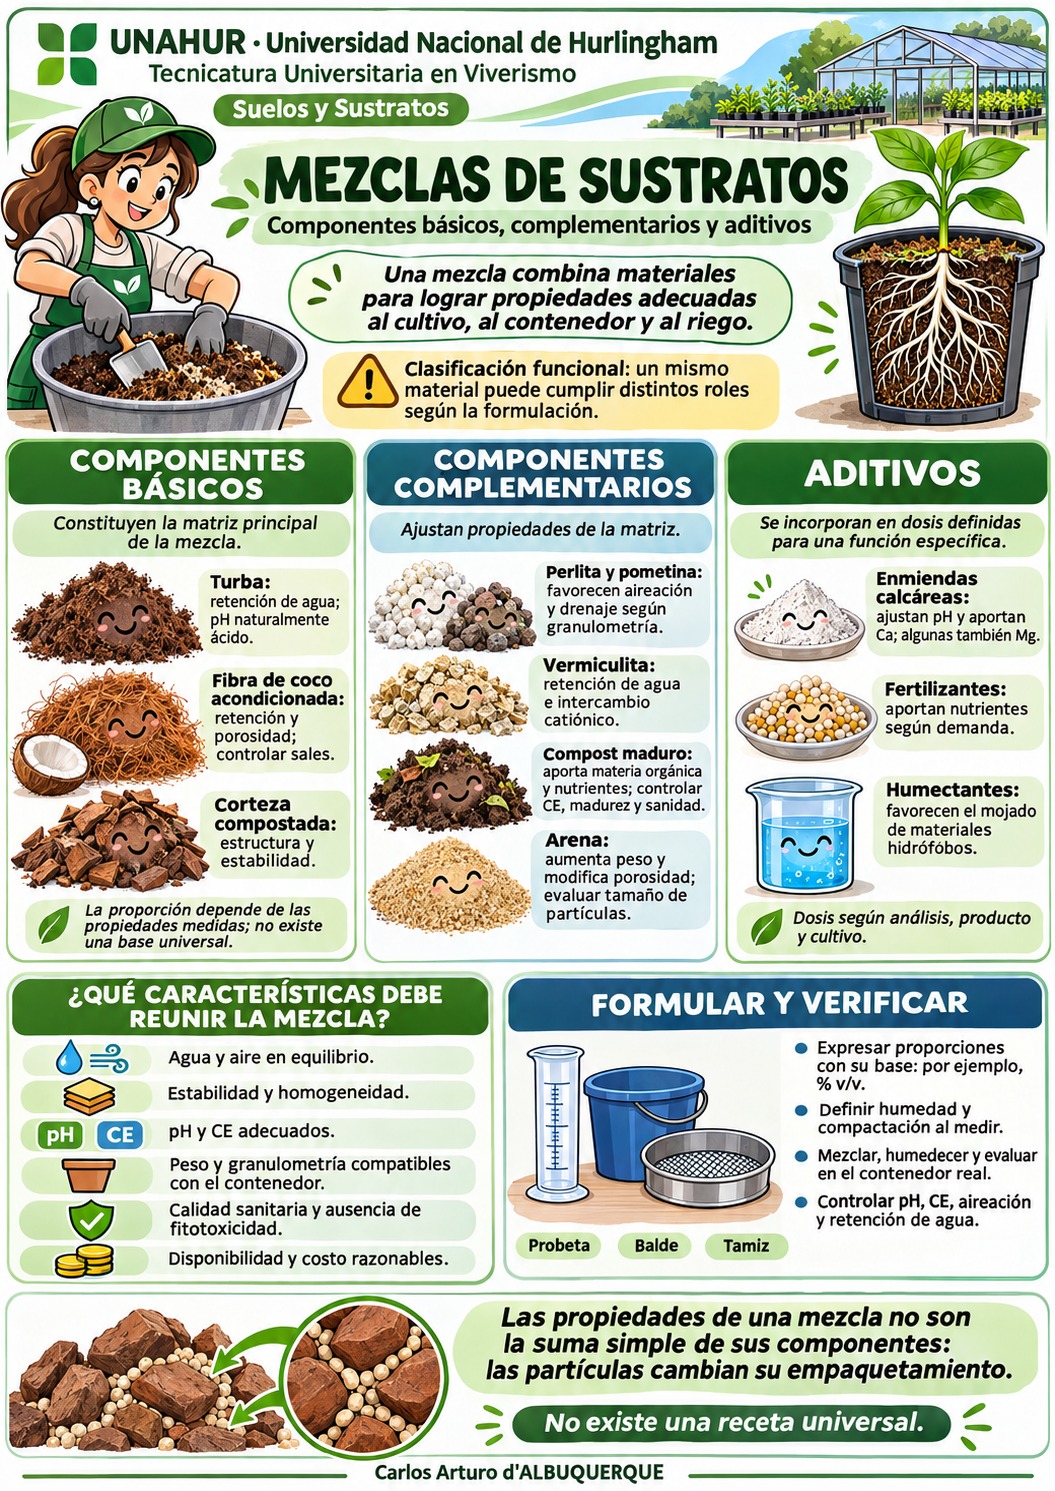 UNAHUR · Universidad Nacional de Hurlingham
Tecnicatura Universitaria en Viverismo
Suelos y Sustratos
MEZCLAS DE SUSTRATOS
Componentes básicos, complementarios y aditivos
Una mezcla combina materiales
para lograr propiedades adecuadas
al cultivo, al contenedor y al riego.
Clasificación funcional: un mismo
material puede cumplir distintos roles
según la formulación.
COMPONENTES
BÁSICOS
Constituyen la matriz principal
de la mezcla.
Turba:
retención de agua;
pH naturalmente
ácido.
Fibra de coco
acondicionada:
retención y
porosidad;
controlar sales.
Corteza
compostada:
estructura y
estabilidad.
La proporción depende de las
propiedades medidas; no existe
una base universal.
COMPONENTES
COMPLEMENTARIOS
Ajustan propiedades de la matriz.
Perlita y pometina:
favorecen aireación
y drenaje según
granulometría.
Vermiculita:
retención de agua
e intercambio
catiónico.
Compost maduro:
aporta materia orgánica
y nutrientes; controlar
CE, madurez y sanidad.
Arena:
aumenta peso y
modifica porosidad;
evaluar tamaño de
partículas.
ADITIVOS
Se incorporan en dosis definidas
para una función especifica.
Enmiendas
calcáreas:
ajustan pH y aportan
Ca; algunas también Mg.
Fertilizantes:
aportan nutrientes
según demanda.
Humectantes:
favorecen el mojado
de materiales
hidrófobos.
Dosis según análisis, producto
y cultivo.
¿QUÉ CARACTERÍSTICAS DEBE
REUNIR LA MEZCLA?
Agua y aire en equilibrio.
Estabilidad y homogeneidad.
pH CE pH y CE adecuados.
Peso y granulometría compatibles
con el contenedor.
Calidad sanitaria y ausencia de
fitotoxicidad.
Disponibilidad y costo razonables.
FORMULAR Y VERIFICAR
Probeta Balde Tamiz
• Expresar proporciones
con su base: por ejemplo,
% v/v.
• Definir humedad y
compactación al medir.
• Mezclar, humedecer y evaluar
en el contenedor real.
• Controlar pH, CE, aireación
y retención de agua.
Las propiedades de una mezcla no son
la suma simple de sus componentes:
las partículas cambian su empaquetamiento.
No existe una receta universal.
Carlos Arturo d'ALBUQUERQUE